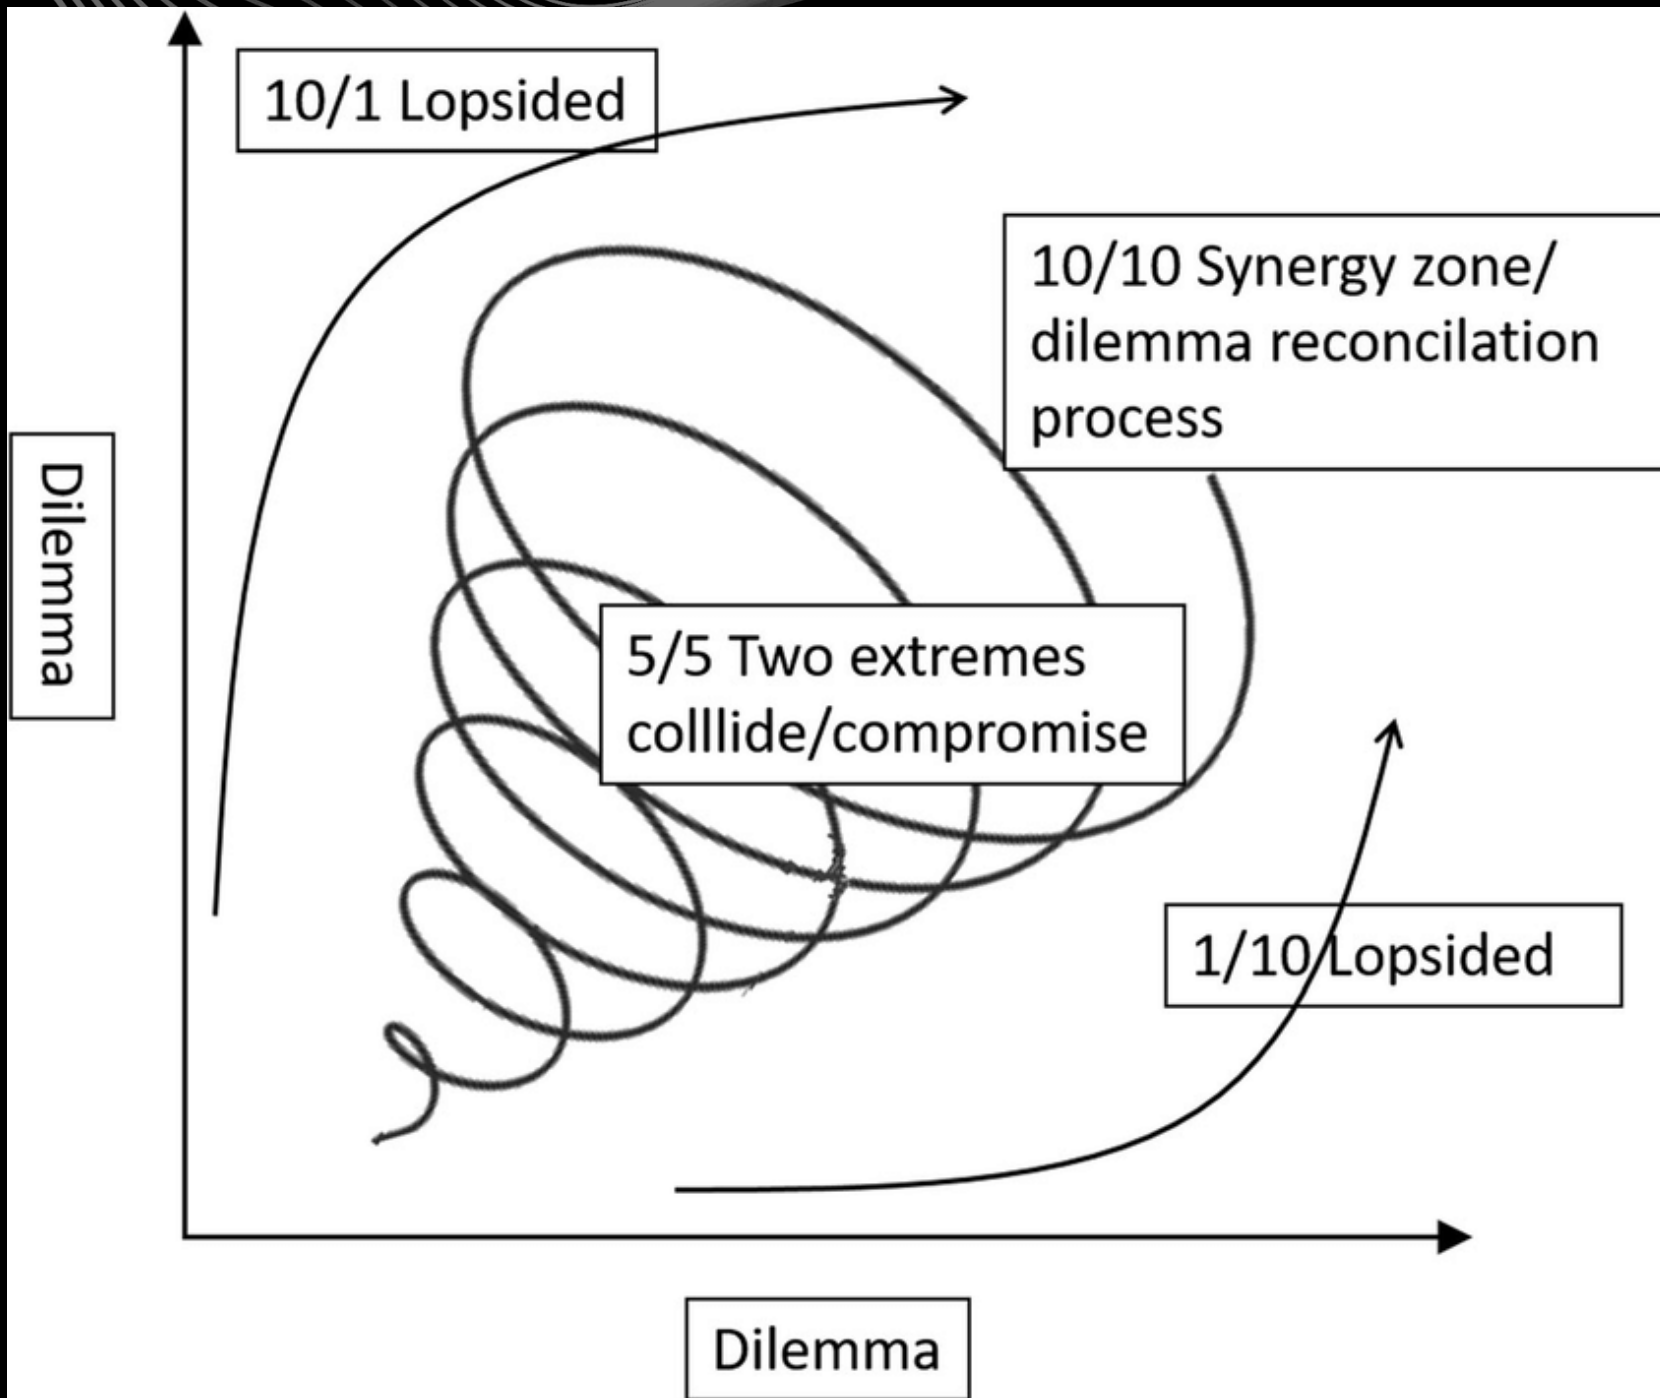 10/1 Lopsided
10/10 Synergy zone/
dilemma reconcilation
process
Dilemma
5/5 Two extremes
colllide/compromise
1/10 Lopsided
Dilemma